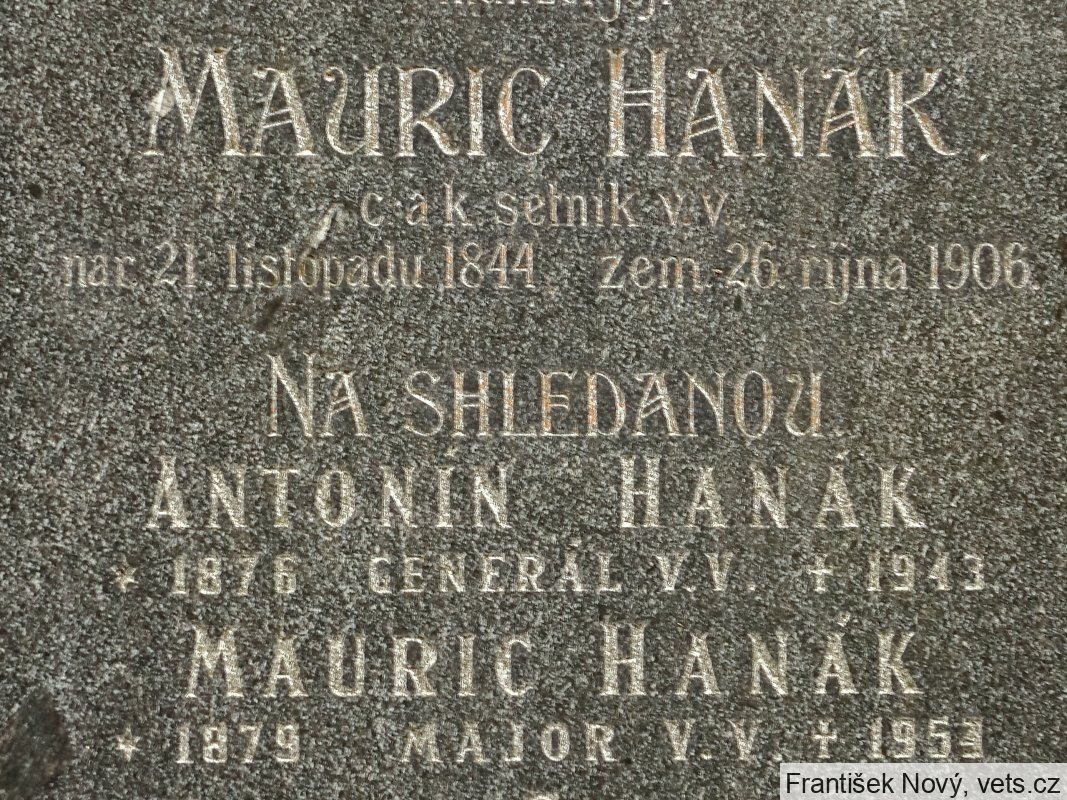 MAURIC HANÁK,
c. a k. setník v. v.
nar. 21. listopadu 1844. zem. 26. října 1906.
NA SHLEDANOU.
ANTONÍN HANÁK
* 1876 GENERÁL V.V. + 1943
MAURIC HANÁK
* 1879 MAJOR V.V. + 1953
František Nový, vets.cz